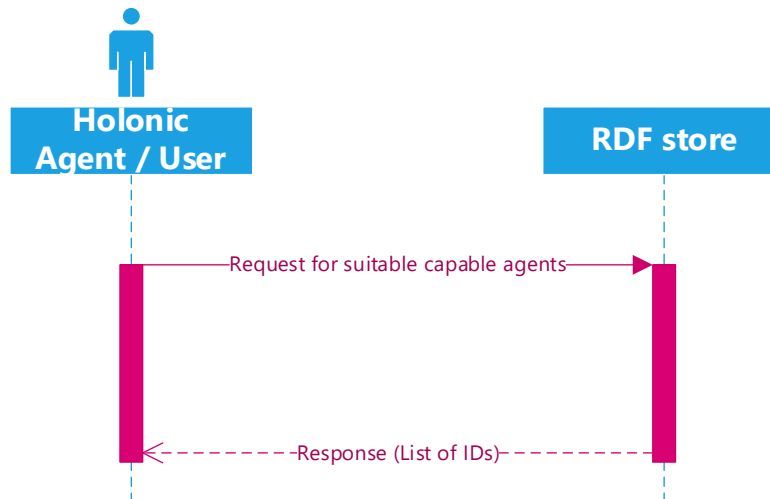 Holonic
Agent / User
RDF store
Request for suitable capable agents
Response (List of IDs)